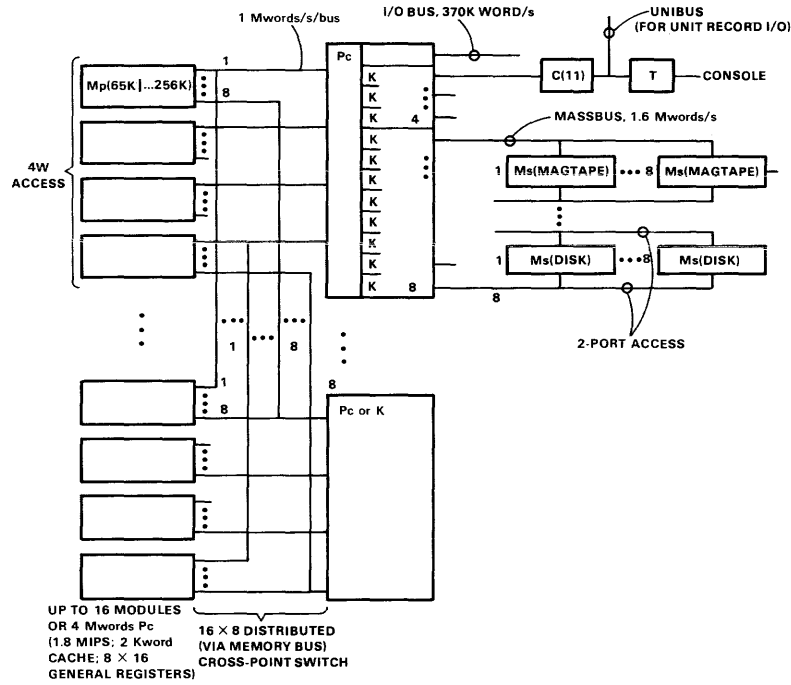 I/O BUS, 370K WORD/s
UNIBUS
(FOR UNIT RECORD I/O)
1 Mwords/s/bus
1
Pc
Mp(65K|...256K)
8
K
K
K
4
C(11)
T
CONSOLE
MASSBUS, 1.6 Mwords/s
4W
ACCESS
K
K
K
K
K
K
K
K
8
1
Ms(MAGTAPE)
8
Ms(MAGTAPE)
1
Ms(DISK)
8
Ms(DISK)
8
2-PORT ACCESS
1
8
1
8
8
Pc or K
UP TO 16 MODULES
OR 4 Mwords Pc
(1.8 MIPS; 2 Kword
CACHE; 8 × 16
GENERAL REGISTERS)
16 × 8 DISTRIBUTED
(VIA MEMORY BUS)
CROSS-POINT SWITCH